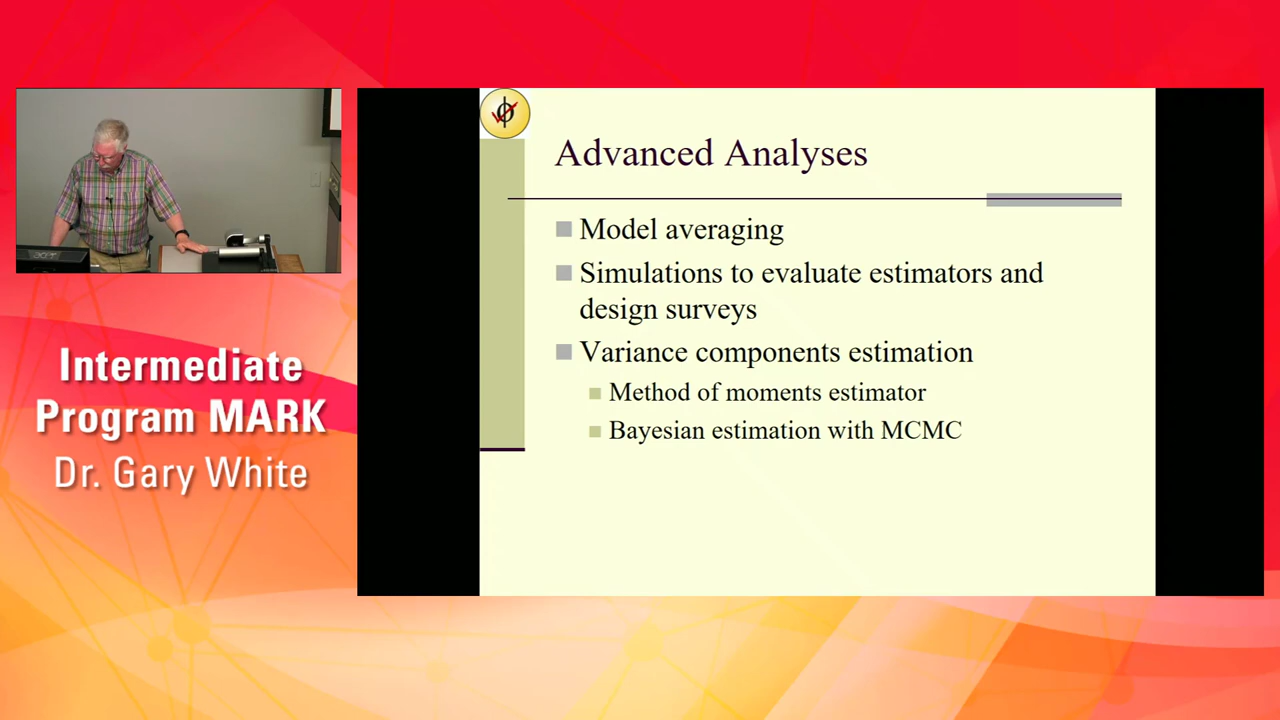 Advanced Analyses
Model averaging
Simulations to evaluate estimators and
design surveys
Variance components estimation
Method of moments estimator
Bayesian estimation with MCMC
Intermediate
Program MARK
Dr. Gary White